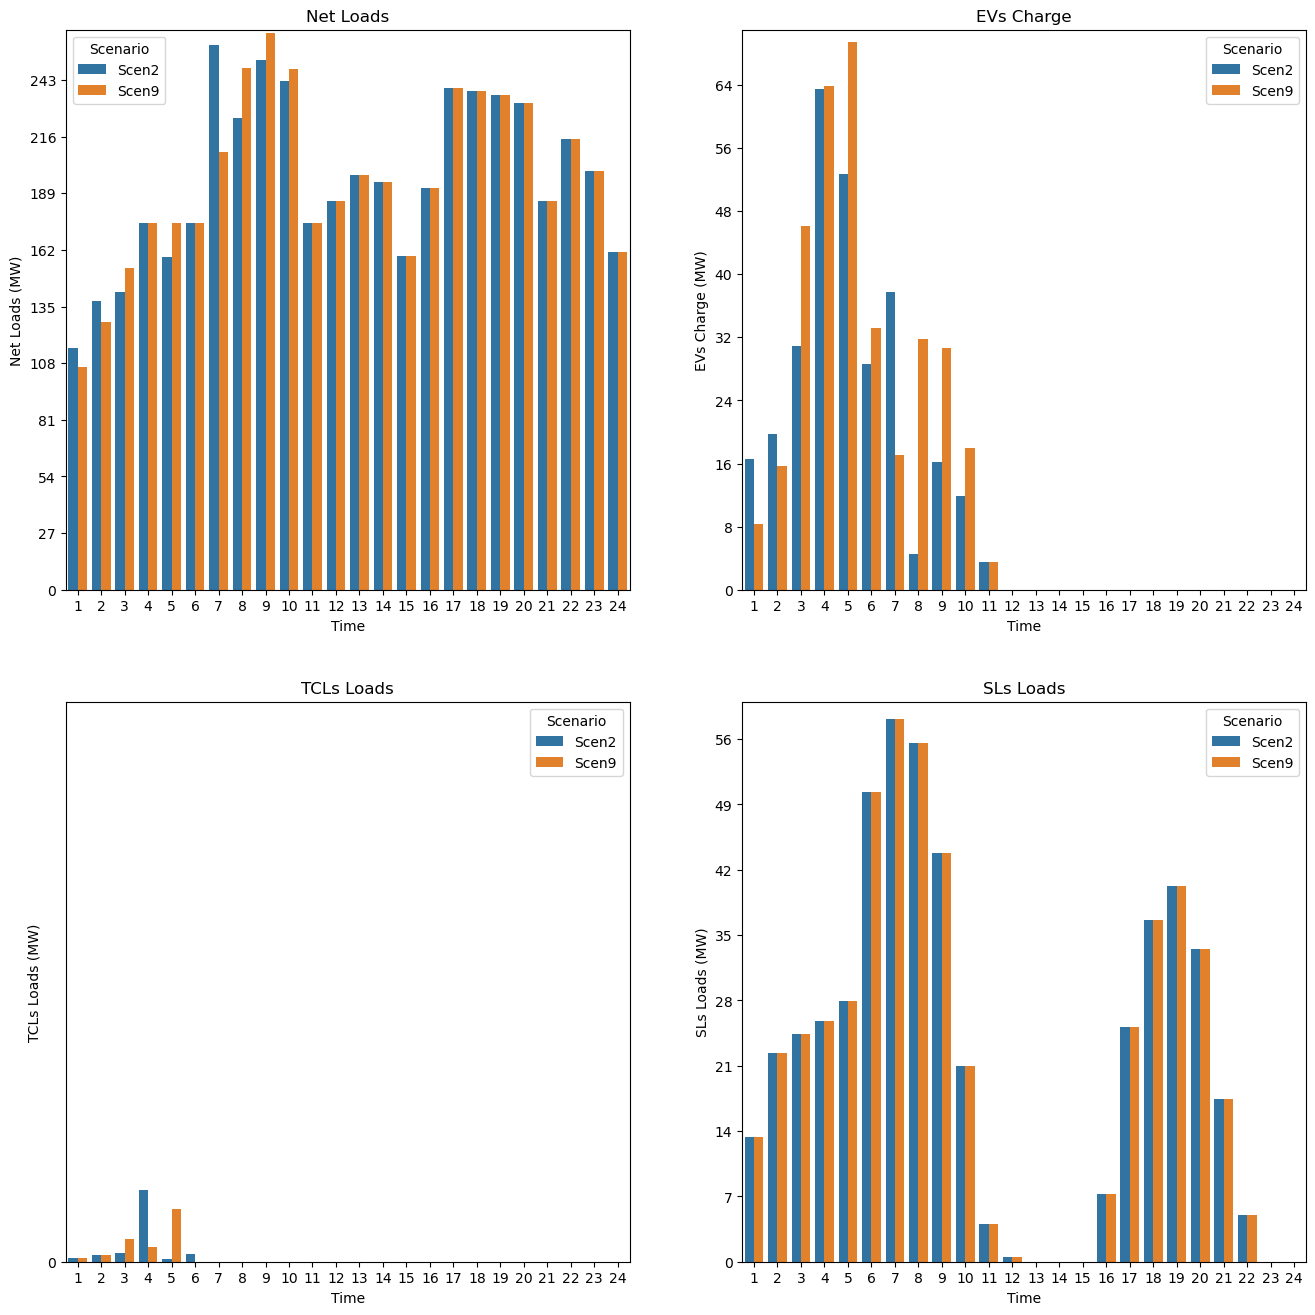 Net Loads
Scenario
Scen2
Scen9
243
216
189
162
135
108
81
54
27
0
Net Loads (MW)
1 2 3 4 5 6 7 8 9 10 11 12 13 14 15 16 17 18 19 20 21 22 23 24
Time
EVs Charge
Scenario
Scen2
Scen9
64
56
48
40
32
24
16
8
0
EVs Charge (MW)
1 2 3 4 5 6 7 8 9 10 11 12 13 14 15 16 17 18 19 20 21 22 23 24
Time
TCLs Loads
Scenario
Scen2
Scen9
0
TCLs Loads (MW)
1 2 3 4 5 6 7 8 9 10 11 12 13 14 15 16 17 18 19 20 21 22 23 24
Time
SLs Loads
Scenario
Scen2
Scen9
56
49
42
35
28
21
14
7
0
SLs Loads (MW)
1 2 3 4 5 6 7 8 9 10 11 12 13 14 15 16 17 18 19 20 21 22 23 24
Time